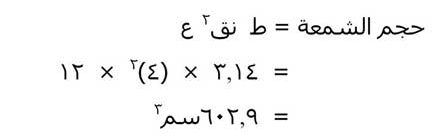 حجم الشمعة = ط نق٢ ع
= ٣,١٤ × (٤)٢ × ١٢
= ٦٠٢,٩سم٣